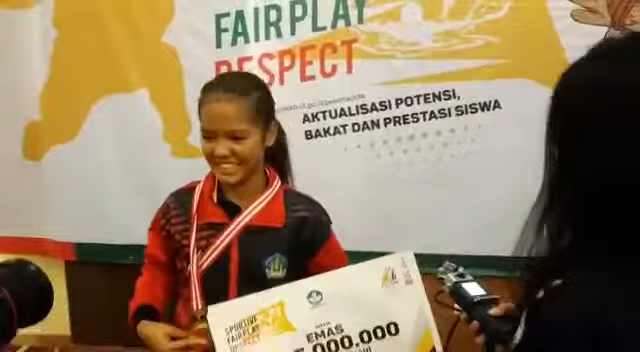 FAIR PLAY
RESPECT
AKTUALISASI POTENSI,
BAKAT DAN PRESTASI SISWA
SPORTIVE
FAIR PLAY
RESPECT
EMAS
.000.000